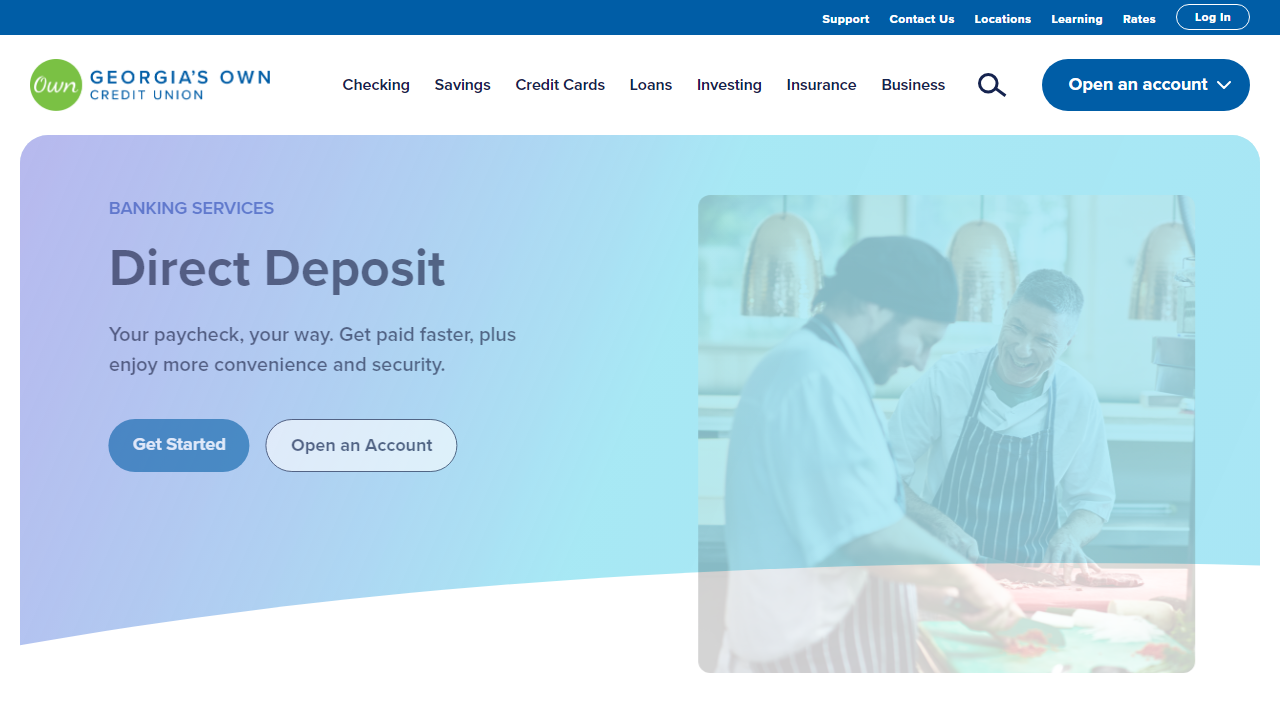 Support Contact Us Locations Learning Rates Log In
Own GEORGIA'S OWN
CREDIT UNION
Checking Savings Credit Cards Loans Investing Insurance Business Open an account
BANKING SERVICES
Direct Deposit
Your paycheck, your way. Get paid faster, plus
enjoy more convenience and security.
Get Started Open an Account